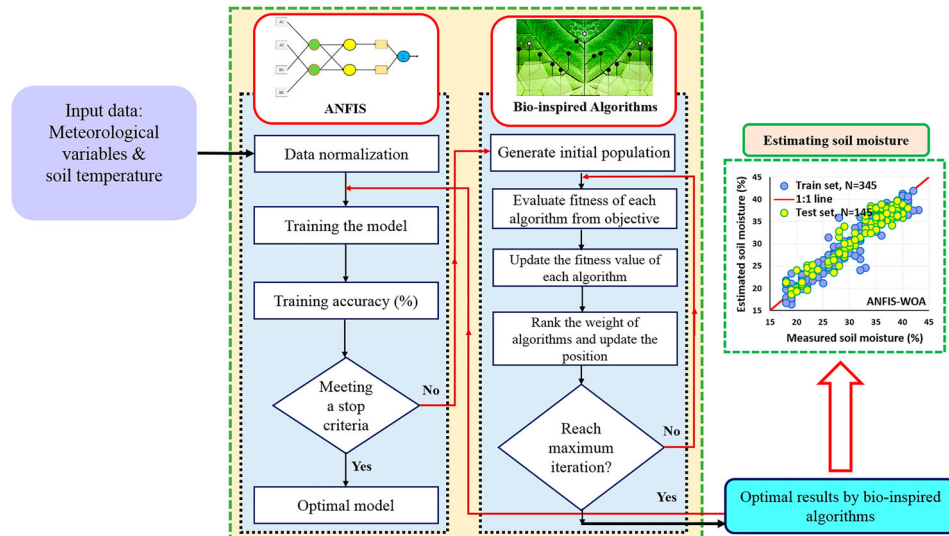 Input data:
Meteorological
variables &
soil temperature
A1
A2
B1
B2
ANFIS
Data normalization
Training the model
Training accuracy (%)
Meeting
a stop
criteria
No
Yes
Optimal model
Bio-inspired Algorithms
Generate initial population
Evaluate fitness of each
algorithm from objective
Update the fitness value of
each algorithm
Rank the weight of
algorithms and update the
position
Reach
maximum
iteration?
No
Yes
Optimal results by bio-inspired
algorithms
Estimating soil moisture
Estimated soil moisture (%)
45
40
35
30
25
20
15
Train set, N=345
1:1 line
Test set, N=145
ANFIS-WOA
15 20 25 30 35 40 45
Measured soil moisture (%)